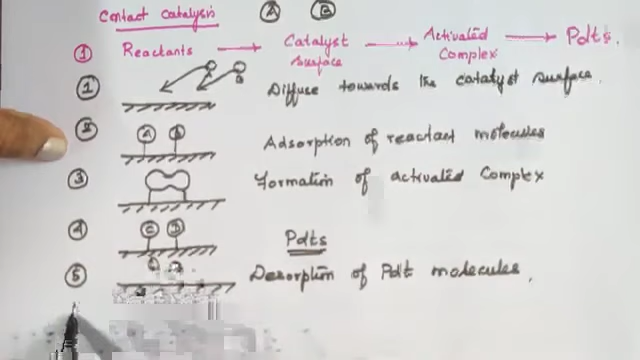 Contact catalysis A B
① Reactants → Catalyst surface → Activated Complex → Pdts.
① Diffuse towards the catalyst surface.
② A B Adsorption of reactant molecules
③ Formation of activated Complex
④ C D Pdts
⑤ Desorption of Pdt molecules.